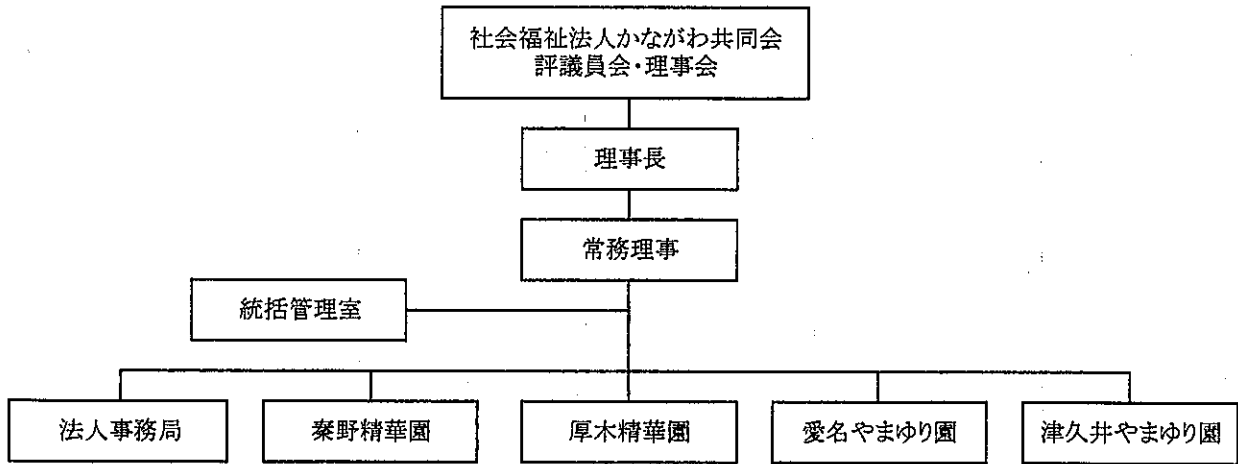 社会福祉法人かながわ共同会
評議員会・理事会
理事長
常務理事
統括管理室
法人事務局
秦野精華園
厚木精華園
愛名やまゆり園
津久井やまゆり園